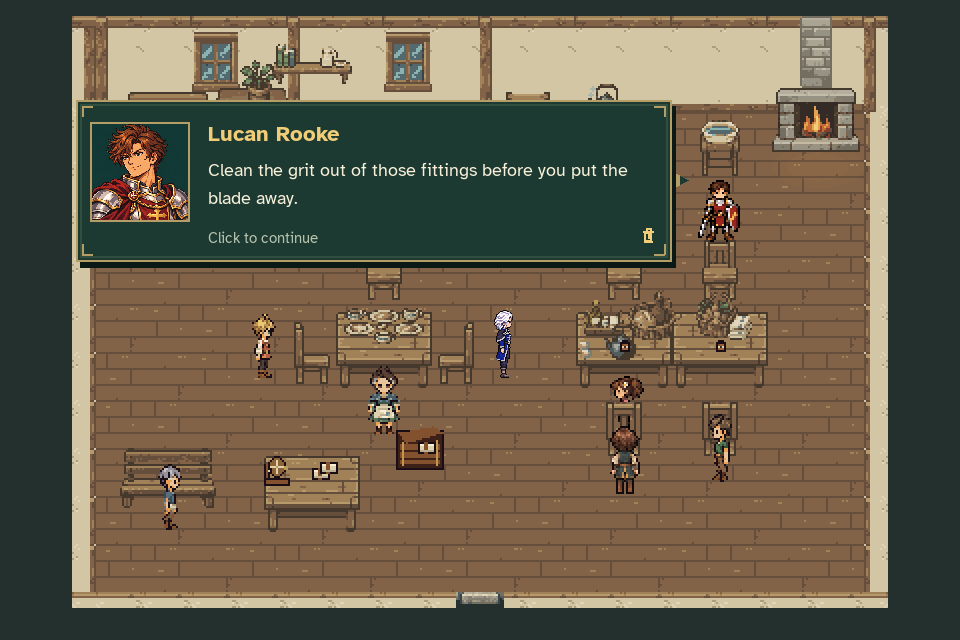 Lucan Rooke
Clean the grit out of those fittings before you put the
blade away.
Click to continue